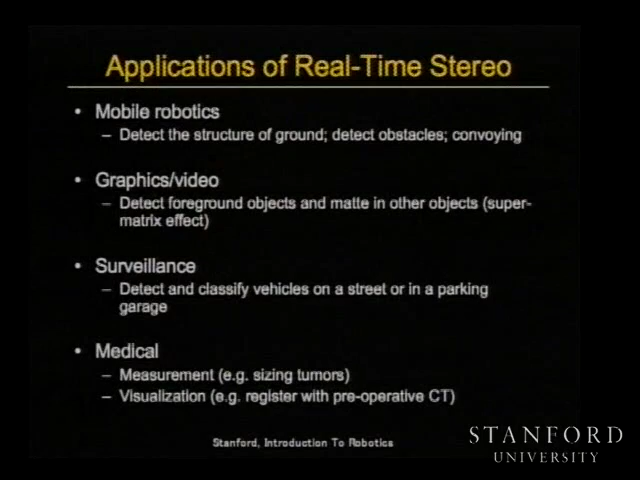 Applications of Real-Time Stereo
• Mobile robotics
– Detect the structure of ground; detect obstacles; convoying
• Graphics/video
– Detect foreground objects and matte in other objects (super-
matrix effect)
• Surveillance
– Detect and classify vehicles on a street or in a parking
garage
• Medical
– Measurement (e.g. sizing tumors)
– Visualization (e.g. register with pre-operative CT)
Stanford, Introduction To Robotics
STANFORD
UNIVERSITY